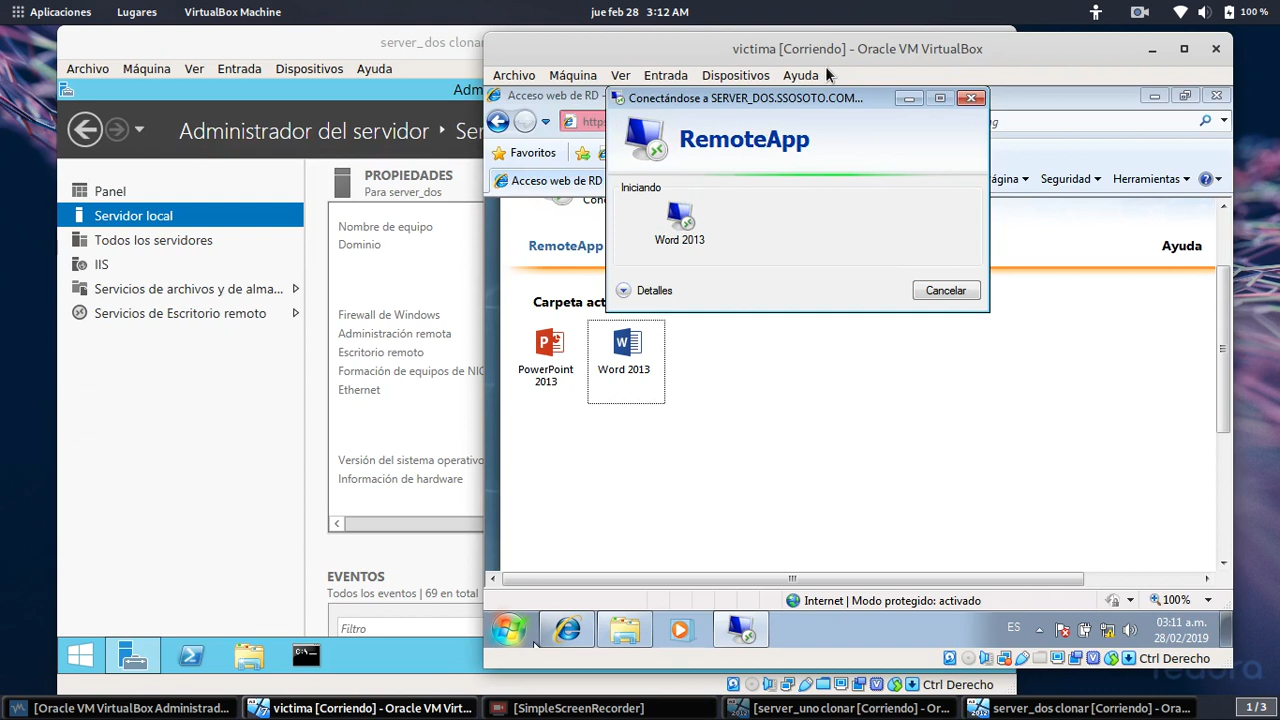 Aplicaciones Lugares VirtualBox Machine jue feb 28 3:12 AM 100 %
server_dos clonar
Archivo Máquina Ver Entrada Dispositivos Ayuda
Administrador del servidor
Panel
Servidor local
Todos los servidores
IIS
Servicios de archivos y de alma...
Servicios de Escritorio remoto
PROPIEDADES
Para server_dos
Nombre de equipo
Dominio
Firewall de Windows
Administración remota
Escritorio remoto
Formación de equipos de NIC
Ethernet
Versión del sistema operativo
Información de hardware
EVENTOS
Todos los eventos | 69 en total
Filtro
Ctrl Derecho
victima [Corriendo] - Oracle VM VirtualBox
Archivo Máquina Ver Entrada Dispositivos Ayuda
Acceso web de RD
https
Favoritos
Acceso web de RD
Página Seguridad Herramientas
Conectándose a SERVER_DOS.SSOSOTO.COM...
RemoteApp
Iniciando
Word 2013
Detalles
Cancelar
RemoteApp
Ayuda
PowerPoint
2013
Word 2013
Internet | Modo protegido: activado 100%
ES 03:11 a.m.
28/02/2019
Ctrl Derecho
fedora
[Oracle VM VirtualBox Administrad... victima [Corriendo] - Oracle VM Virt... [SimpleScreenRecorder] [server_uno clonar [Corriendo] - Or... [server_dos clonar [Corriendo] - Ora... 1 / 3